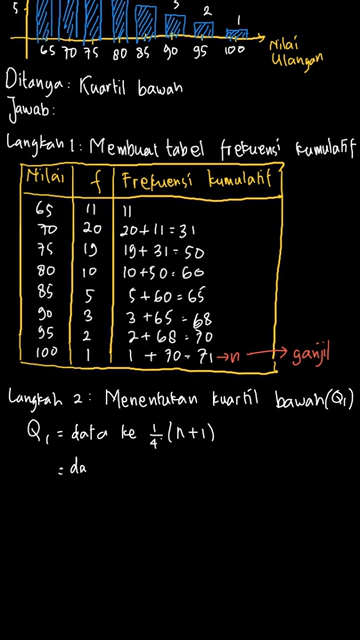 5
3
2
1
65 70 75 80 85 90 95 100
Nilai
Ulangan
Ditanya: Kuartil bawah
Jawab:
Langkah 1: Membuat tabel frekuensi kumulatif
Nilai f Frekuensi kumulatif
65 11 11
70 20 20+11=31
75 19 19+31=50
80 10 10+50=60
85 5 5+60=65
90 3 3+65=68
95 2 2+68=70
100 1 1+70=71→n → ganjil
Langkah 2: Menentukan kuartil bawah (Q1)
Q1 = data ke 1/4 (n+1)
= da